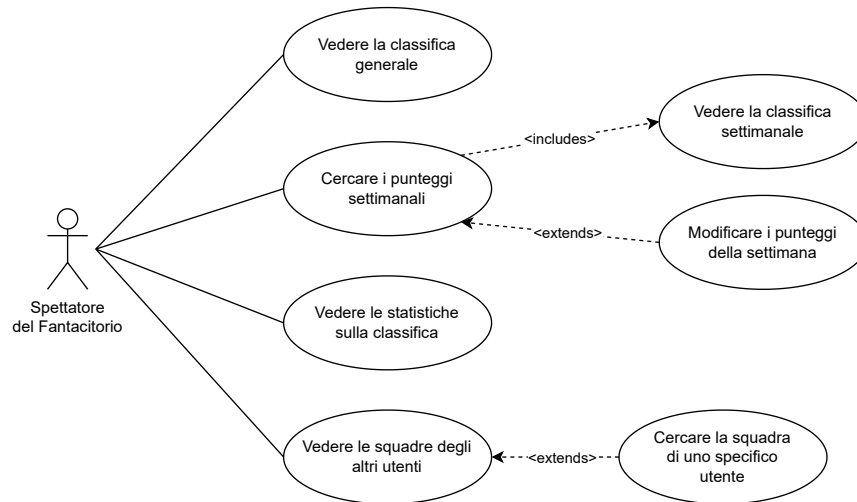 Vedere la classifica
generale
Vedere la classifica
settimanale
<includes>
Cercare i punteggi
settimanali
<extends>
Modificare i punteggi
della settimana
Spettatore
del Fantacitorio
Vedere le statistiche
sulla classifica
Vedere le squadre degli
altri utenti
<extends>
Cercare la squadra
di uno specifico
utente